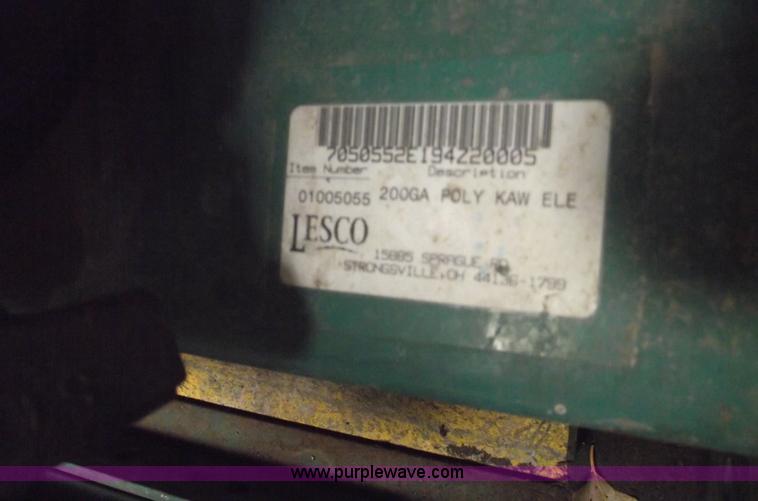 7050552E194Z20005
Item Number Description
01005055 200GA POLY KAW ELE
LESCO
15885 SPRAGUE RD
STRONGSVILLE,OH 44136-1799
www.purplewave.com